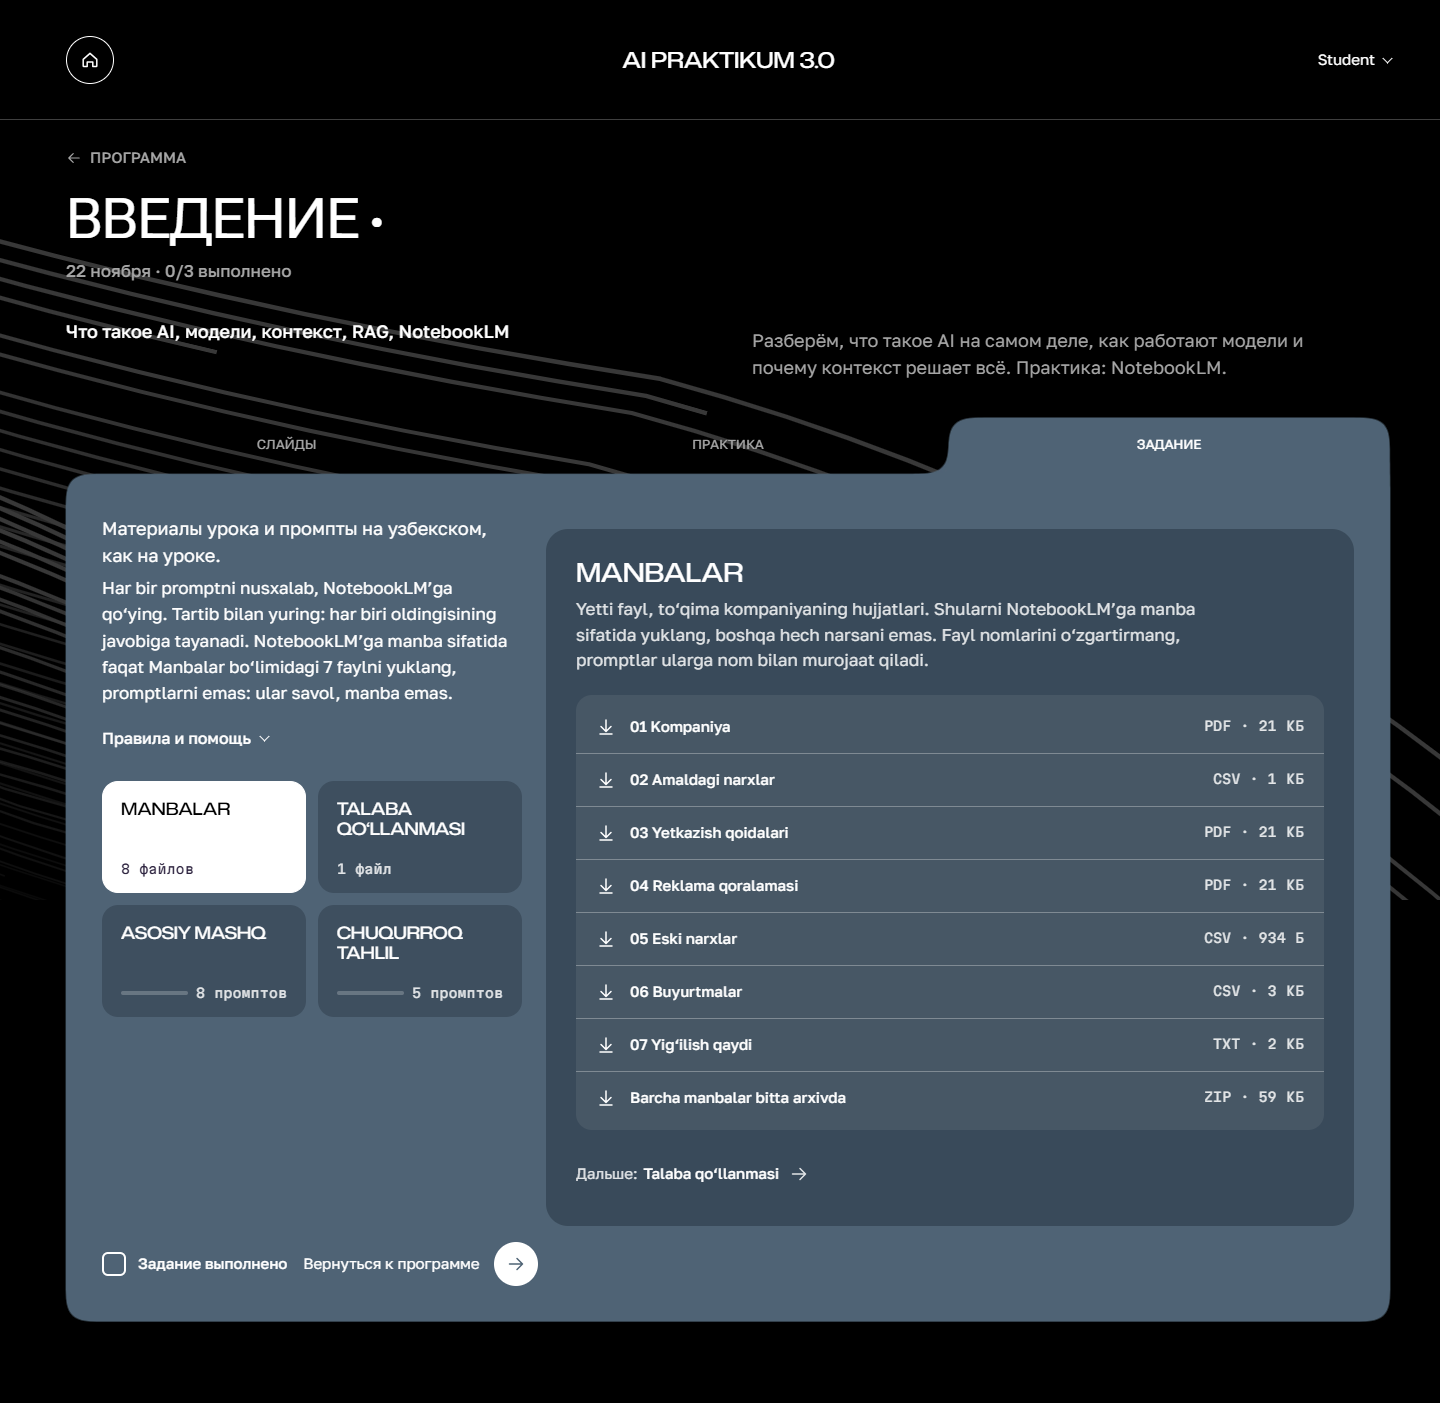 AI PRAKTIKUM 3.0
Student
ПРОГРАММА
ВВЕДЕНИЕ •
22 ноября · 0/3 выполнено
Что такое AI, модели, контекст, RAG, NotebookLM
Разберём, что такое AI на самом деле, как работают модели и
почему контекст решает всё. Практика: NotebookLM.
СЛАЙДЫ
ПРАКТИКА
ЗАДАНИЕ
Материалы урока и промпты на узбекском,
как на уроке.
Har bir promptni nusxalab, NotebookLM’ga
qo‘ying. Tartib bilan yuring: har biri oldingisining
javobiga tayanadi. NotebookLM’ga manba sifatida
faqat Manbalar bo‘limidagi 7 faylni yuklang,
promptlarni emas: ular savol, manba emas.
Правила и помощь
MANBALAR
8 файлов
TALABA
QO‘LLANMASI
1 файл
ASOSIY MASHQ
8 промптов
CHUQURROQ
TAHLIL
5 промптов
MANBALAR
Yetti fayl, to‘qima kompaniyaning hujjatlari. Shularni NotebookLM’ga manba
sifatida yuklang, boshqa hech narsani emas. Fayl nomlarini o‘zgartirmang,
promptlar ularga nom bilan murojaat qiladi.
01 Kompaniya PDF · 21 КБ
02 Amaldagi narxlar CSV · 1 КБ
03 Yetkazish qoidalari PDF · 21 КБ
04 Reklama qoralamasi PDF · 21 КБ
05 Eski narxlar CSV · 934 Б
06 Buyurtmalar CSV · 3 КБ
07 Yig‘ilish qaydi TXT · 2 КБ
Barcha manbalar bitta arxivda ZIP · 59 КБ
Дальше: Talaba qo‘llanmasi
Задание выполнено
Вернуться к программе